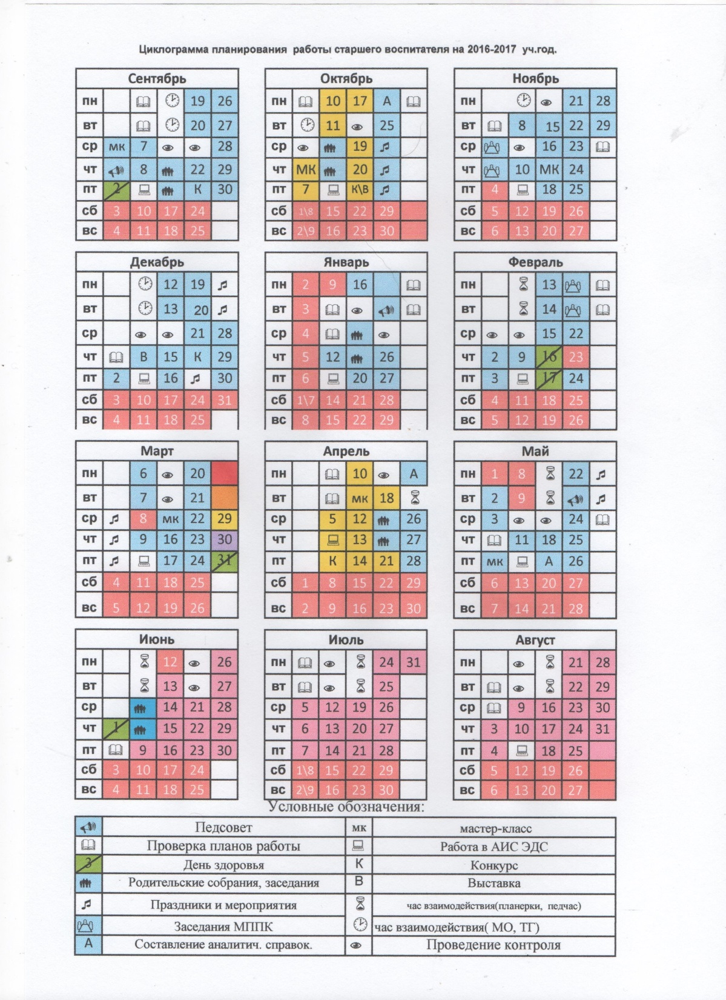 Циклограмма планирования работы старшего воспитателя на 2016-2017 уч.год.
Сентябрь
пн 19 26
вт 20 27
ср мк 7 28
чт 8 22 29
пт 2 К 30
сб 3 10 17 24
вс 4 11 18 25
Октябрь
пн 10 17 А
вт 11 25
ср 19
чт МК 20
пт 7 К\В
сб 1\8 15 22 29
вс 2\9 16 23 30
Ноябрь
пн 21 28
вт 8 15 22 29
ср 16 23
чт 10 МК 24
пт 4 18 25
сб 5 12 19 26
вс 6 13 20 27
Декабрь
пн 12 19
вт 13 20
ср 21 28
чт В 15 К 29
пт 2 16 30
сб 3 10 17 24 31
вс 4 11 18 25
Январь
пн 2 9 16
вт 3
ср 4
чт 5 12 26
пт 6 20 27
сб 1\7 14 21 28
вс 8 15 22 29
Февраль
пн 13
вт 14
ср 15 22
чт 2 9 16 23
пт 3 17 24
сб 4 11 18 25
вс 5 12 19 26
Март
пн 6 20
вт 7 21
ср 8 мк 22 29
чт 9 16 23 30
пт 17 24 31
сб 4 11 18 25
вс 5 12 19 26
Апрель
пн 10 А
вт мк 18
ср 5 12 26
чт 13 27
пт К 14 21 28
сб 1 8 15 22 29
вс 2 9 16 23 30
Май
пн 1 8 22
вт 2 9
ср 3 24
чт 11 18 25
пт мк А 26
сб 6 13 20 27
вс 7 14 21 28
Июнь
пн 12 26
вт 13 27
ср 14 21 28
чт 1 15 22 29
пт 9 16 23 30
сб 3 10 17 24
вс 4 11 18 25
Июль
пн 24 31
вт 25
ср 5 12 19 26
чт 6 13 20 27
пт 7 14 21 28
сб 1\8 15 22 29
вс 2\9 16 23 30
Август
пн 21 28
вт 22 29
ср 9 16 23 30
чт 3 10 17 24 31
пт 4 18 25
сб 5 12 19 26
вс 6 13 20 27
Условные обозначения:
Педсовет мк мастер-класс
Проверка планов работы Работа в АИС ЭДС
3 День здоровья К Конкурс
Родительские собрания, заседания В Выставка
Праздники и мероприятия час взаимодействия(планерки, педчас)
Заседания МППК час взаимодействия( МО, ТГ)
А Составление аналитич. справок. Проведение контроля